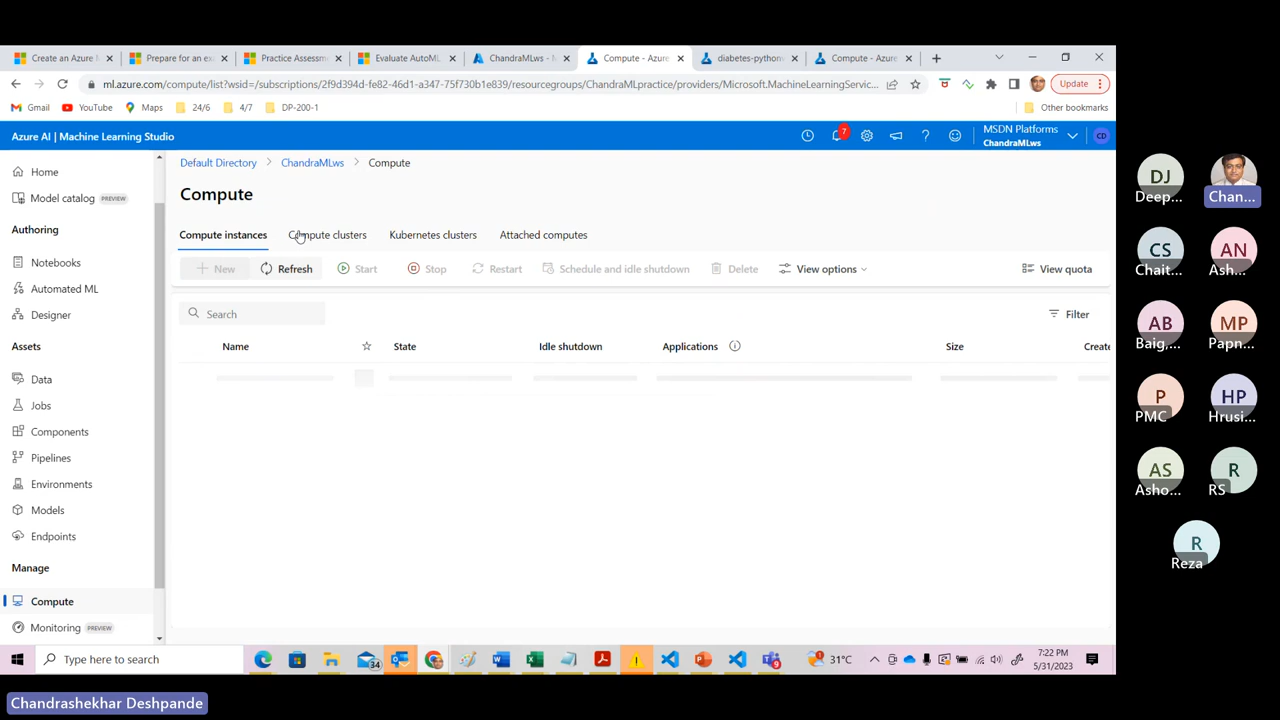 Create an Azure M
Prepare for an exa
Practice Assessme
Evaluate AutoML
ChandraMLws - M
Compute - Azure
diabetes-python
Compute - Azure
ml.azure.com/compute/list?wsid=/subscriptions/2f9d394d-fe82-46d1-a347-75f730b1e839/resourcegroups/ChandraMLpractice/providers/Microsoft.MachineLearningServic...
Update
Gmail
YouTube
Maps
24/6
4/7
DP-200-1
Other bookmarks
Azure AI | Machine Learning Studio
7
MSDN Platforms
ChandraMLws
CD
Home
Model catalog PREVIEW
Authoring
Notebooks
Automated ML
Designer
Assets
Data
Jobs
Components
Pipelines
Environments
Models
Endpoints
Manage
Compute
Monitoring PREVIEW
Default Directory > ChandraMLws > Compute
Compute
Compute instances
Compute clusters
Kubernetes clusters
Attached computes
New
Refresh
Start
Stop
Restart
Schedule and idle shutdown
Delete
View options
View quota
Search
Filter
Name
State
Idle shutdown
Applications
Size
Create
DJ
Deep...
Chan...
CS
Chait...
AN
Ash...
AB
Baig,...
MP
Papn...
P
PMC
HP
Hrusi...
AS
Asho...
R
RS
R
Reza
Type here to search
34
9
31°C
7:22 PM
5/31/2023
Chandrashekhar Deshpande